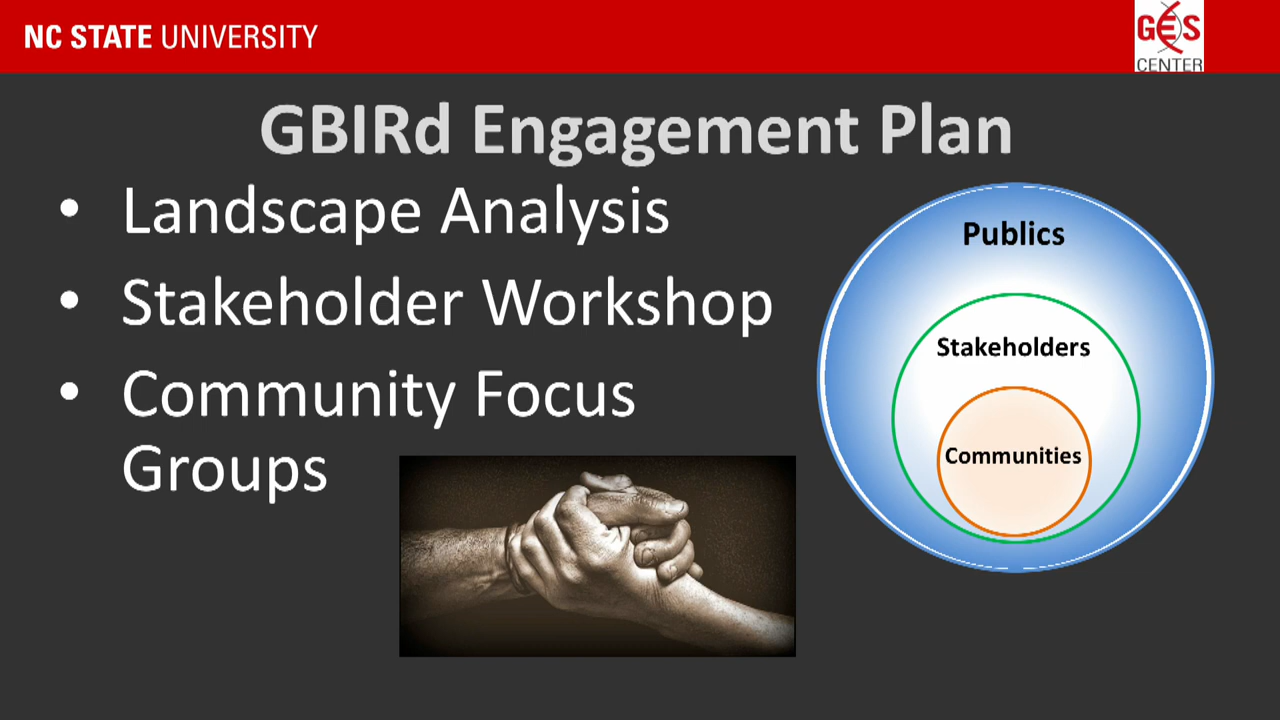 NC STATE UNIVERSITY
GES
CENTER
GBIRd Engagement Plan
• Landscape Analysis
• Stakeholder Workshop
• Community Focus
Groups
Publics
Stakeholders
Communities